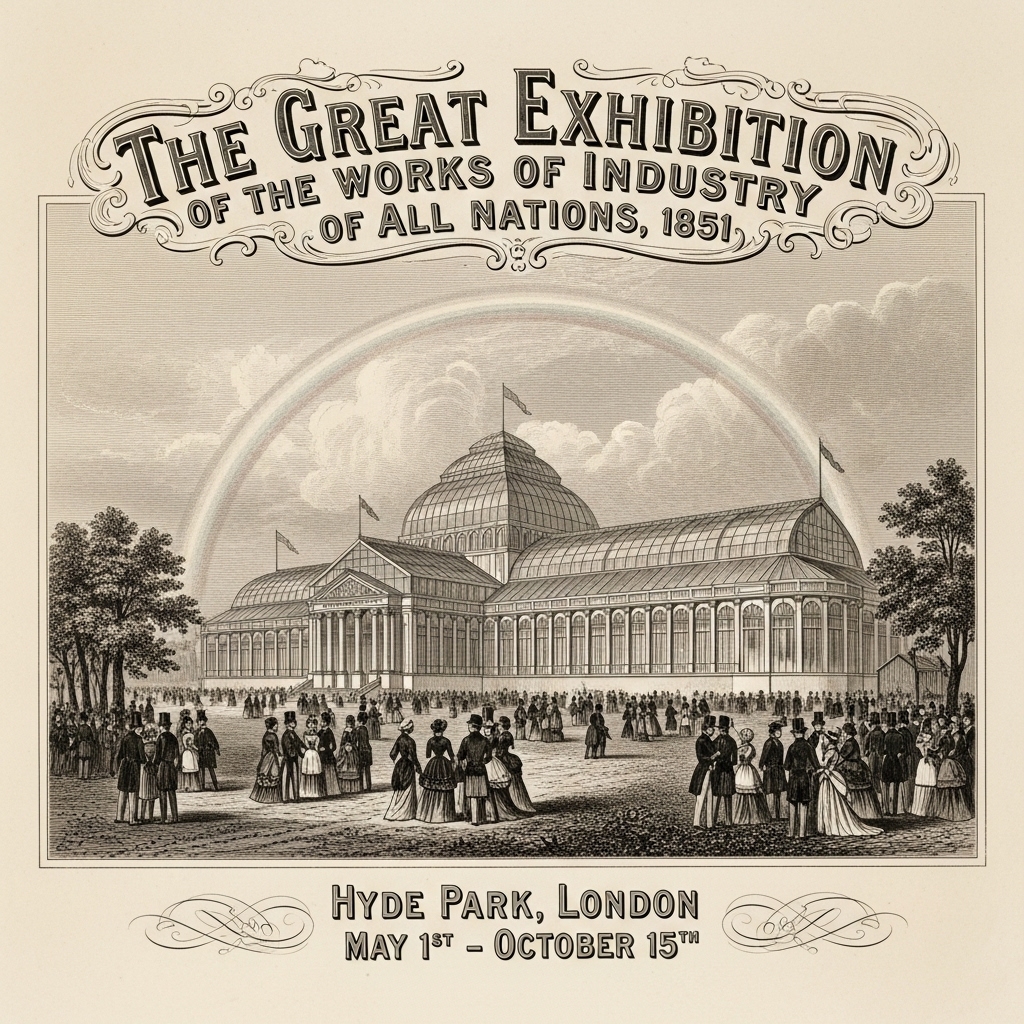 The Great Exhibition
of the works of Industry
of All nations, 1851
Hyde Park, London
May 1st – October 15th